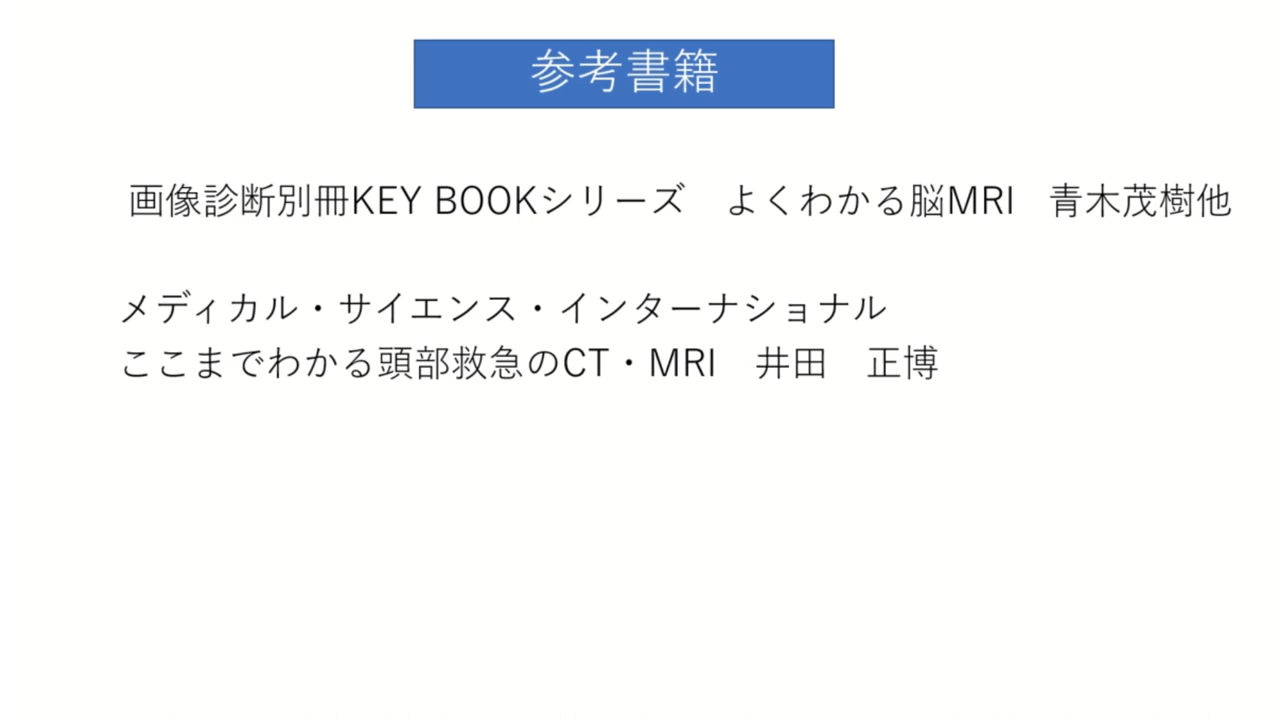 参考書籍
画像診断別冊KEY BOOKシリーズ　よくわかる脳MRI　青木茂樹他
メディカル・サイエンス・インターナショナル
ここまでわかる頭部救急のCT・MRI　井田　正博